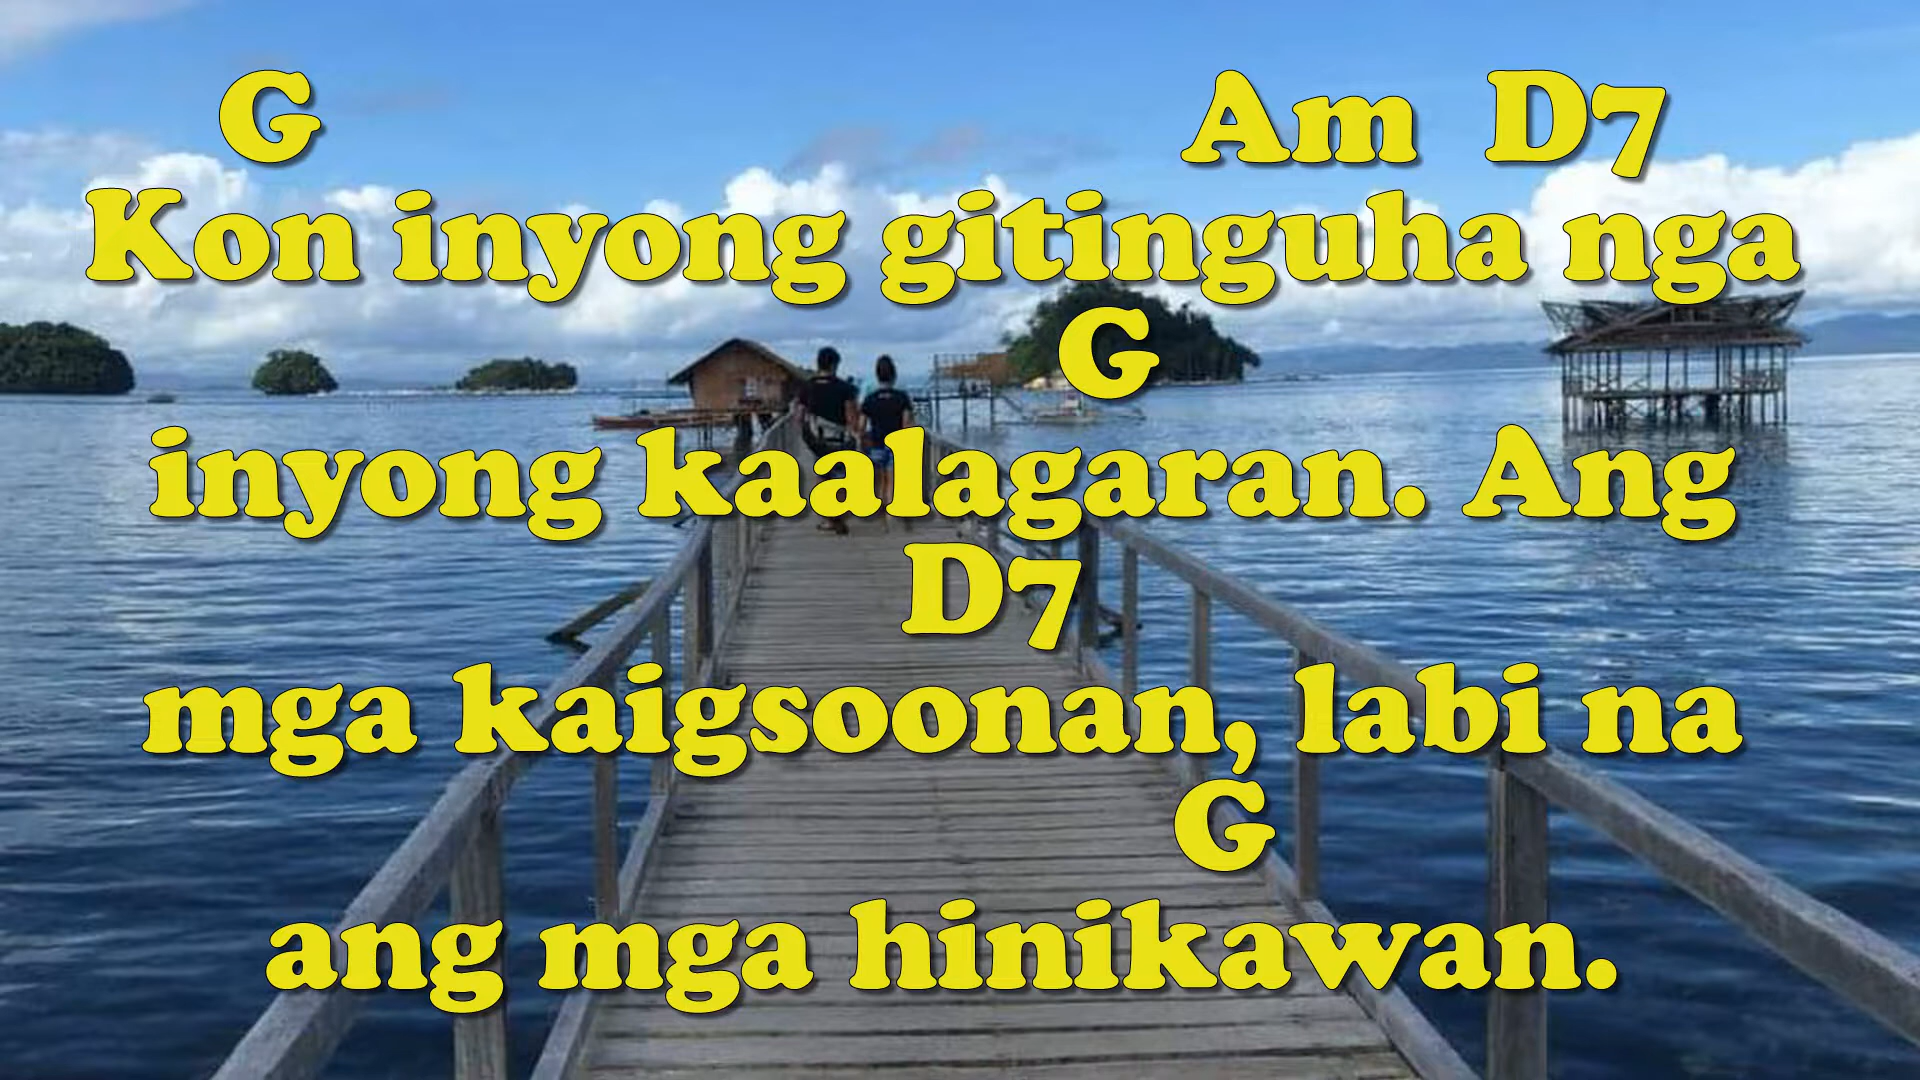 G Am D7
Kon inyong gitinguha nga
G
inyong kaalagaran. Ang
D7
mga kaigsoonan, labi na
G
ang mga hinikawan.